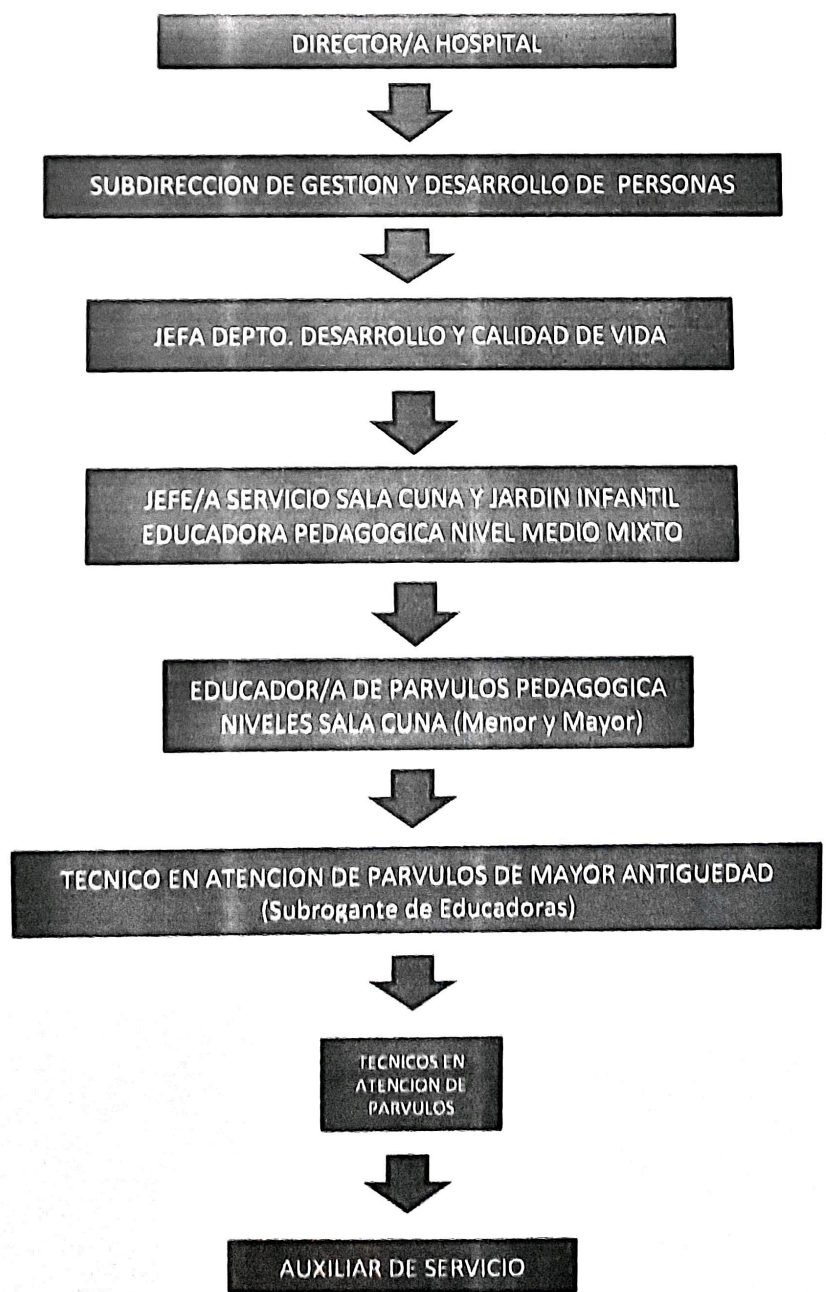 DIRECTOR/A HOSPITAL
SUBDIRECCION DE GESTION Y DESARROLLO DE PERSONAS
JEFA DEPTO. DESARROLLO Y CALIDAD DE VIDA
JEFE/A SERVICIO SALA CUNA Y JARDIN INFANTIL
EDUCADORA PEDAGOGICA NIVEL MEDIO MIXTO
EDUCADOR/A DE PARVULOS PEDAGOGICA
NIVELES SALA CUNA (Menor y Mayor)
TECNICO EN ATENCION DE PARVULOS DE MAYOR ANTIGUEDAD
(Subrogante de Educadoras)
TECNICOS EN
ATENCION DE
PARVULOS
AUXILIAR DE SERVICIO